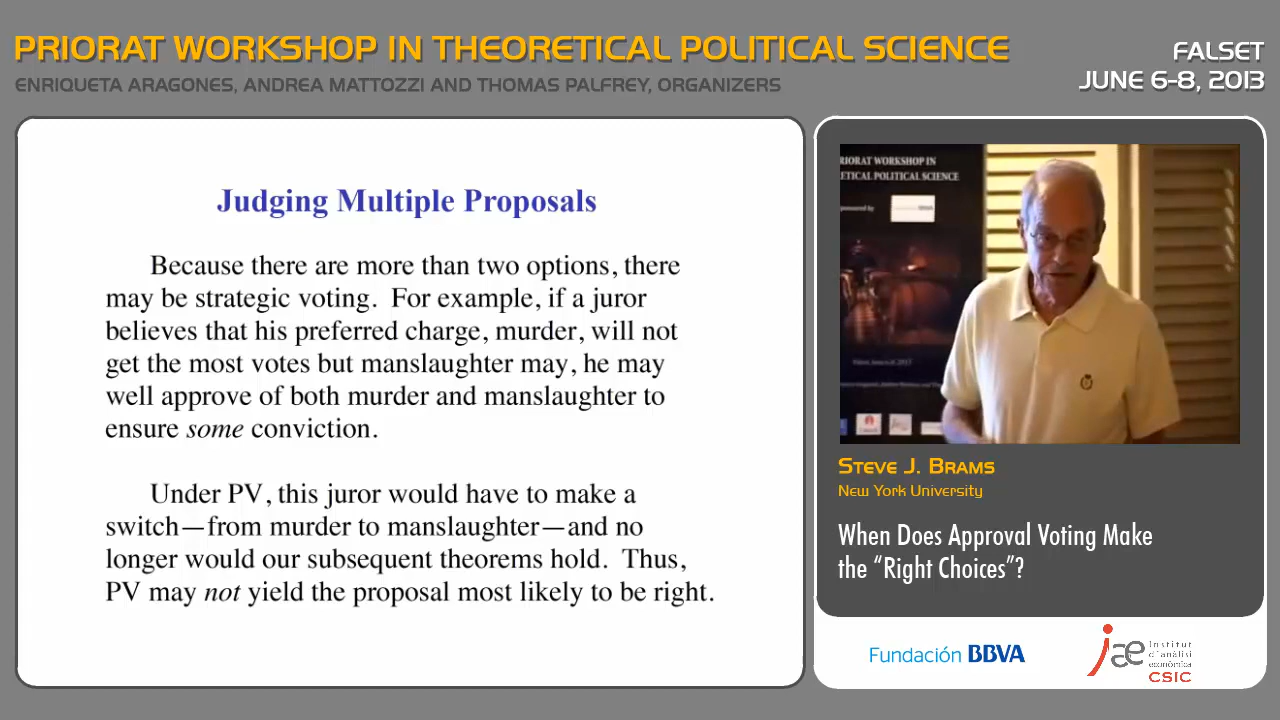 PRIORAT WORKSHOP IN THEORETICAL POLITICAL SCIENCE
ENRIQUETA ARAGONES, ANDREA MATTOZZI AND THOMAS PALFREY, ORGANIZERS
FALSET
JUNE 6-8, 2013
Judging Multiple Proposals
Because there are more than two options, there
may be strategic voting. For example, if a juror
believes that his preferred charge, murder, will not
get the most votes but manslaughter may, he may
well approve of both murder and manslaughter to
ensure some conviction.
Under PV, this juror would have to make a
switch—from murder to manslaughter—and no
longer would our subsequent theorems hold. Thus,
PV may not yield the proposal most likely to be right.
RIORAT WORKSHOP IN
ETICAL POLITICAL SCIENCE
Steve J. Brams
New York University
When Does Approval Voting Make
the “Right Choices”?
Fundación BBVA
iae Institut
d'anàlisi
econòmica
CSIC